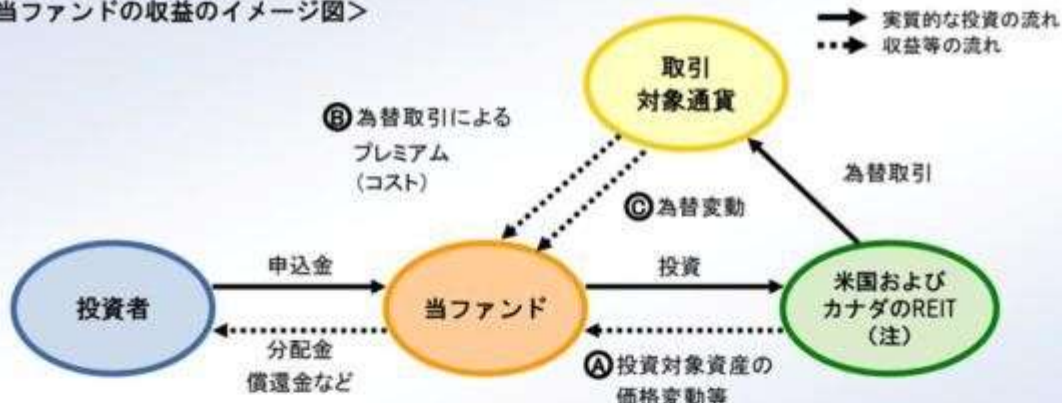 当ファンドの収益のイメージ図＞
実質的な投資の流れ
収益等の流れ
取引
対象通貨
Ⓑ為替取引による
プレミアム
（コスト）
Ⓒ為替変動
為替取引
投資者
申込金
分配金
償還金など
当ファンド
投資
Ⓐ投資対象資産の
価格変動等
米国および
カナダのREIT
（注）